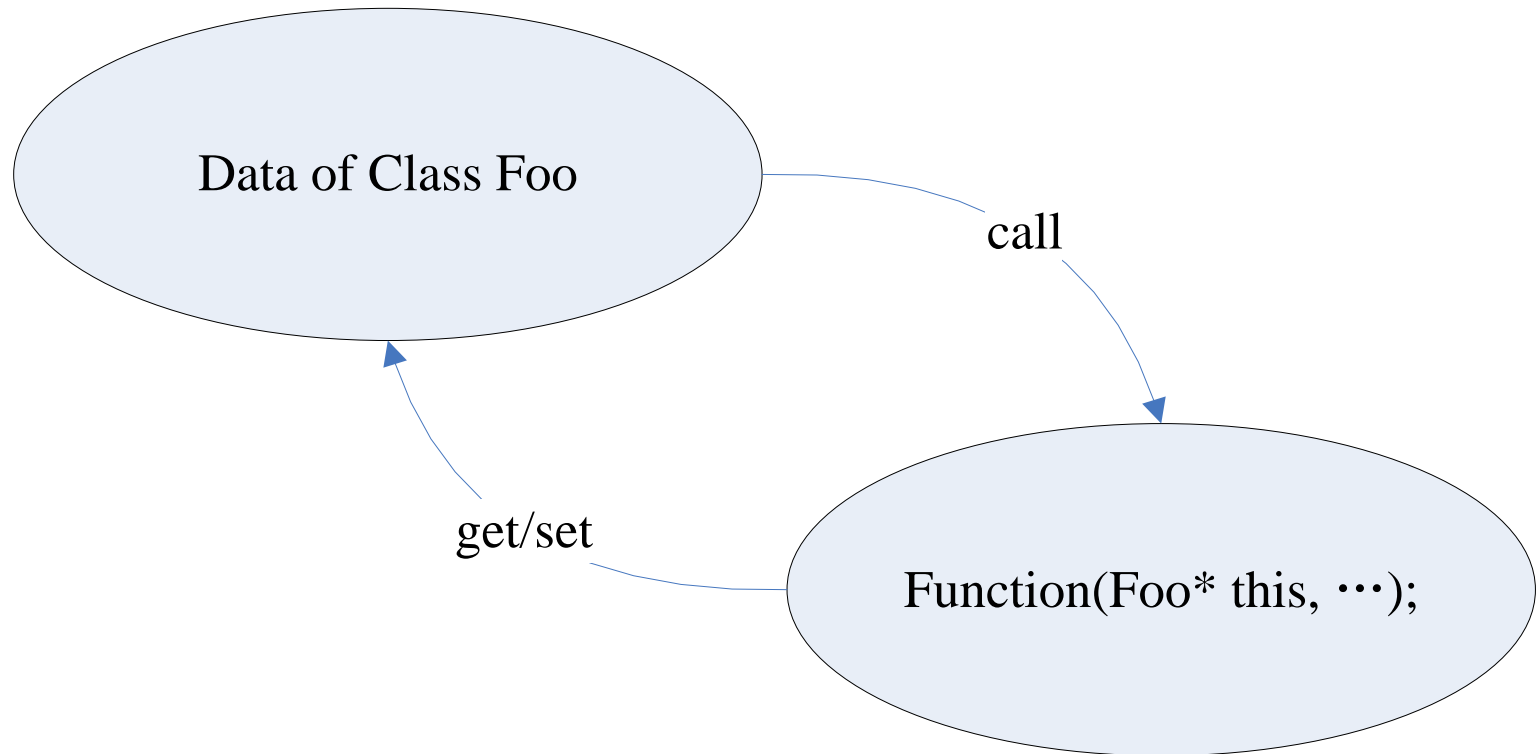 Data of Class Foo
call
get/set
Function(Foo* this, ⋯);